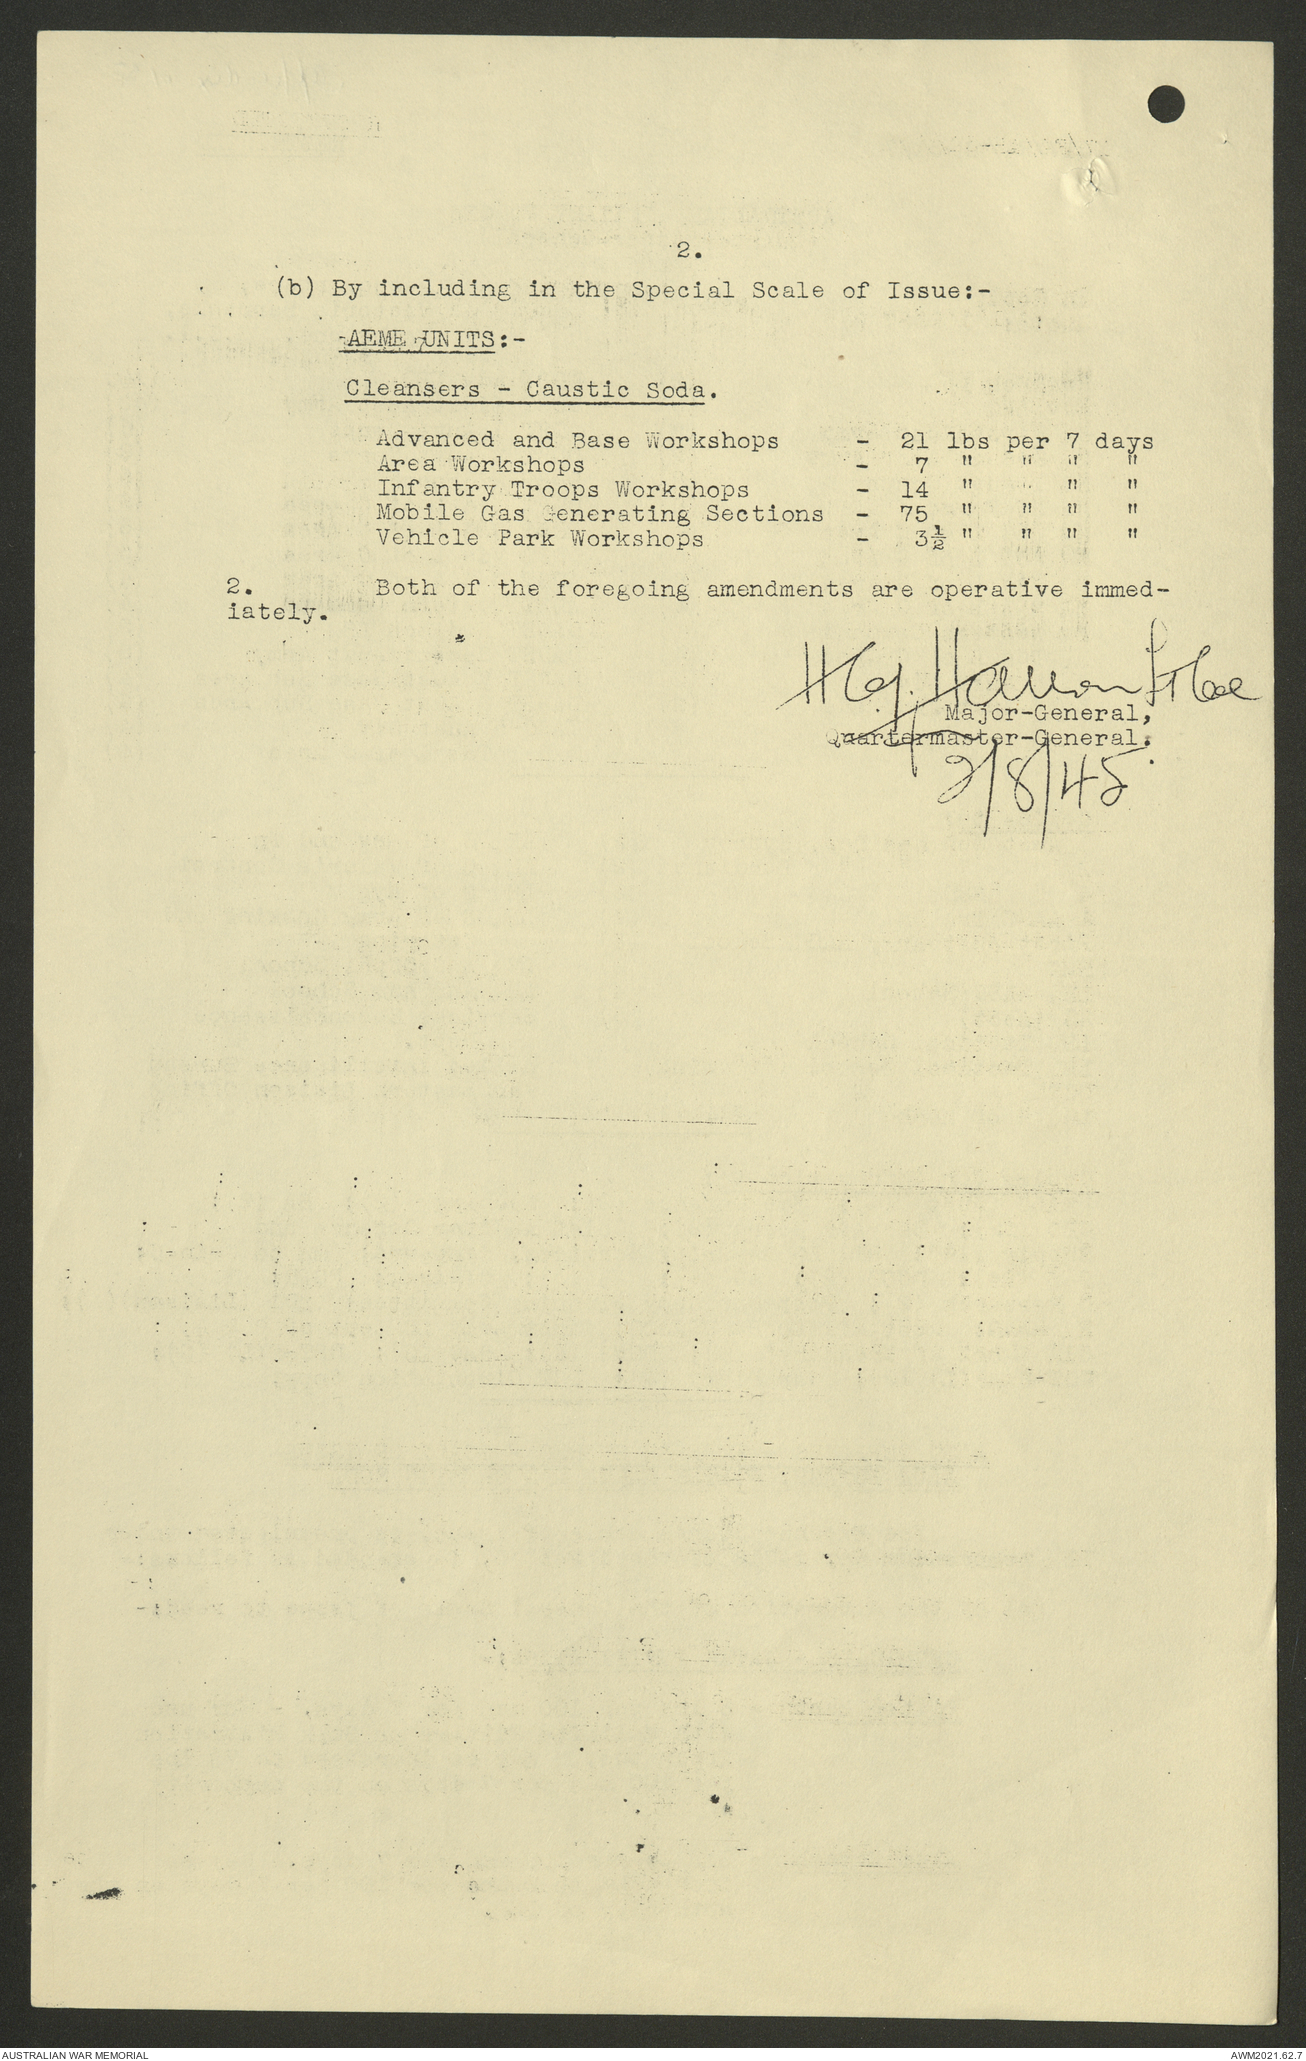 2.
(b) By including in the Special Scale of Issue:-
AEME UNITS:-
Cleansers - Caustic Soda.
Advanced and Base Workshops - 21 lbs per 7 days
Area Workshops - 7 " " " "
Infantry Troops Workshops - 14 " " " "
Mobile Gas Generating Sections - 75 " " " "
Vehicle Park Workshops - 3½ " " " "
2. Both of the foregoing amendments are operative immed-
iately.
Major-General,
Quartermaster-General.
2/8/45
AUSTRALIAN WAR MEMORIAL
AWM2021.62.7